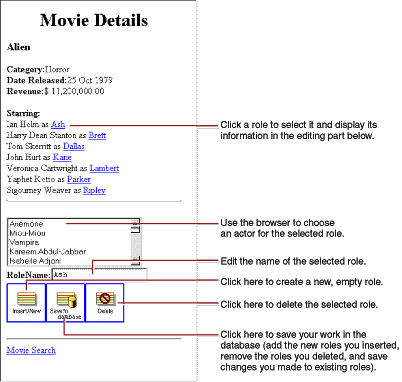 Movie Details
Alien
Category:Horror
Date Released:25 Oct 1979
Revenue:$ 11,200,000.00
Starring:
Ian Holm as Ash
Harry Dean Stanton as Brett
Tom Skerritt as Dallas
John Hurt as Kane
Veronica Cartwright as Lambert
Yaphet Kotto as Parker
Sigourney Weaver as Ripley
Click a role to select it and display its
information in the editing part below.
Anémone
Miou-Miou
Vampira
Kareem Abdul-Jabbar
Isabelle Adjani
Use the browser to choose
an actor for the selected role.
RoleName: Ash
Edit the name of the selected role.
Click here to create a new, empty role.
Insert/New
Save to
database
Delete
Click here to delete the selected role.
Click here to save your work in the
database (add the new roles you inserted,
remove the roles you deleted, and save
changes you made to existing roles).
Movie Search